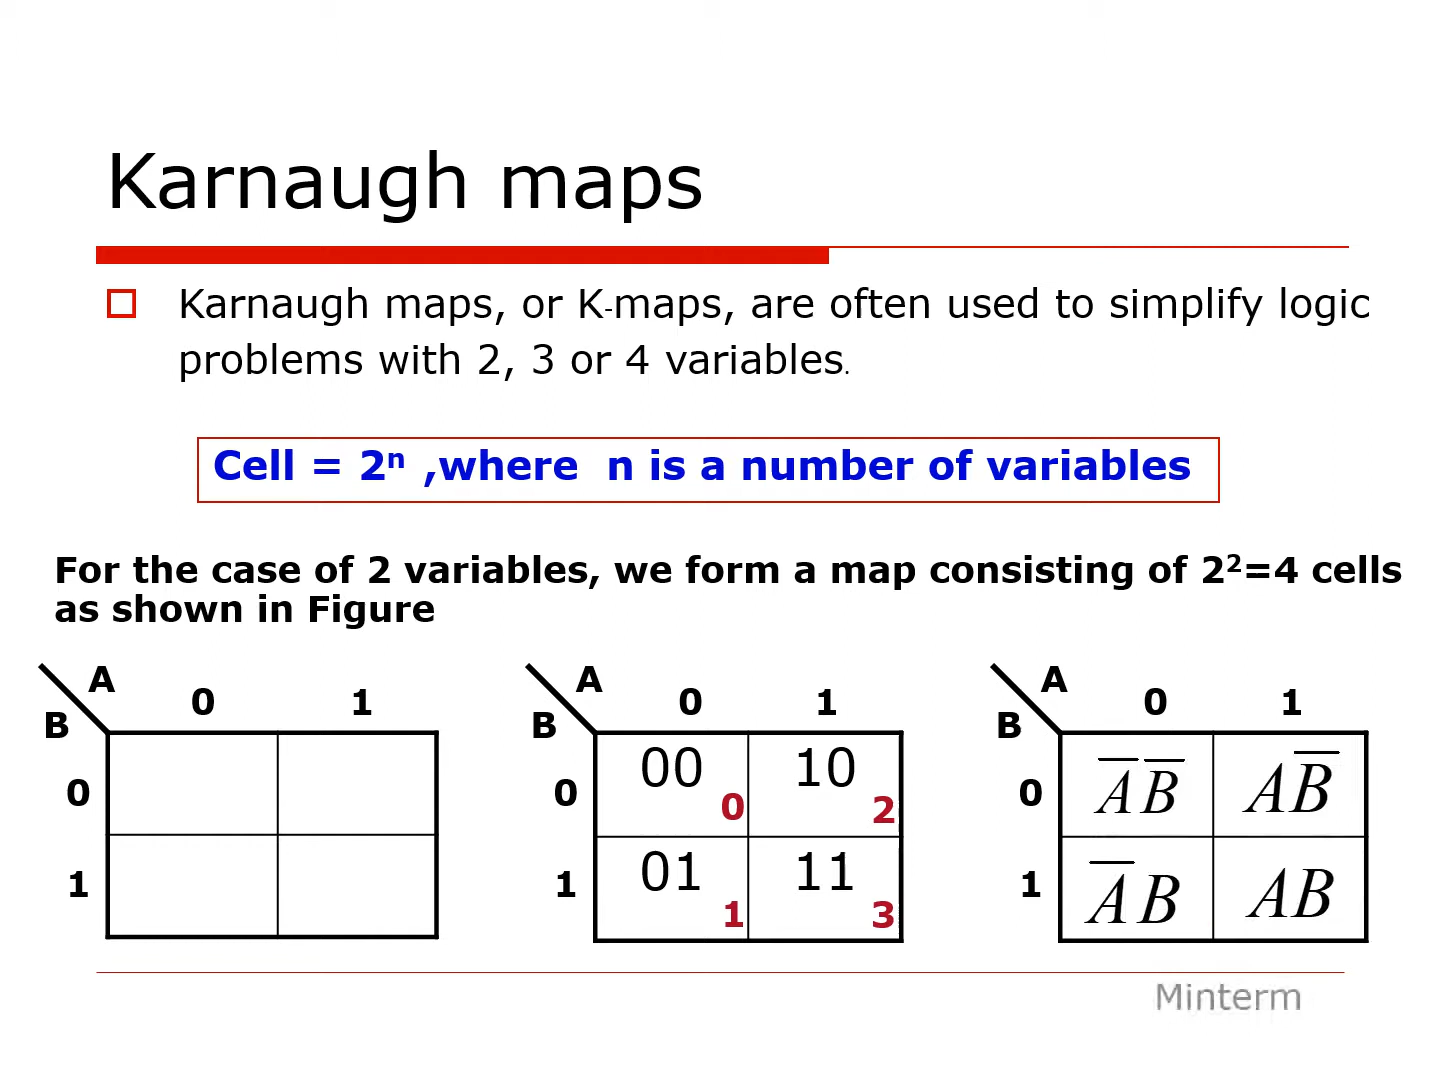 Karnaugh maps
Karnaugh maps, or K-maps, are often used to simplify logic
problems with 2, 3 or 4 variables.
Cell = 2ⁿ ,where n is a number of variables
For the case of 2 variables, we form a map consisting of 2²=4 cells
as shown in Figure
A
B
0 1
0
1
A
B
0 1
0 00 0 10 2
1 01 1 11 3
A
B
0 1
0 A̅B̅ AB̅
1 A̅B AB
Minterm